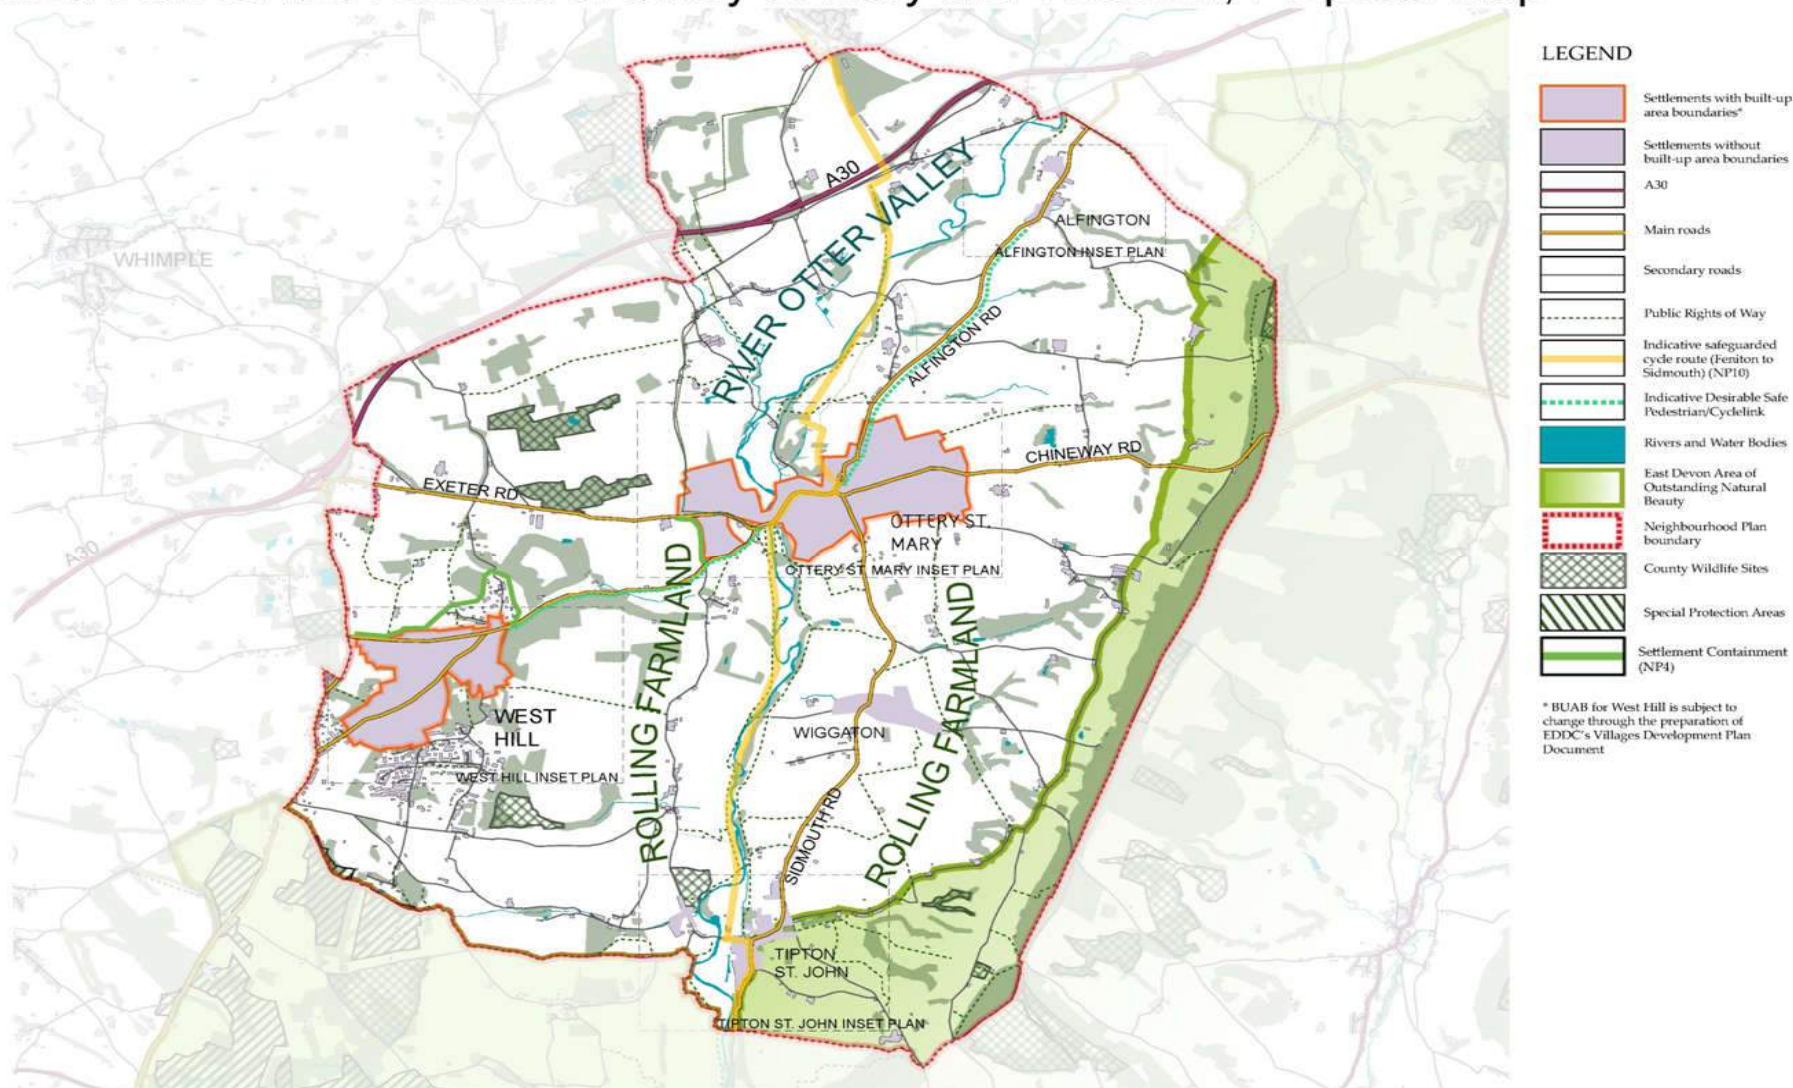 WHIMPLE
A30
RIVER OTTER VALLEY
ALFINGTON
ALFINGTON INSET PLAN
ALFINGTON RD
CHINEWAY RD
EXETER RD
A30
OTTERY ST.
MARY
OTTERY ST. MARY INSET PLAN
ROLLING FARMLAND
ROLLING FARMLAND
WEST
HILL
WEST HILL INSET PLAN
WIGGATON
SIDMOUTH RD
TIPTON
ST. JOHN
TIPTON ST. JOHN INSET PLAN
LEGEND
Settlements with built-up
area boundaries*
Settlements without
built-up area boundaries
A30
Main roads
Secondary roads
Public Rights of Way
Indicative safeguarded
cycle route (Feniton to
Sidmouth) (NP10)
Indicative Desirable Safe
Pedestrian/Cyclelink
Rivers and Water Bodies
East Devon Area of
Outstanding Natural
Beauty
Neighbourhood Plan
boundary
County Wildlife Sites
Special Protection Areas
Settlement Containment
(NP4)
* BUAB for West Hill is subject to
change through the preparation of
EDDC's Villages Development Plan
Document